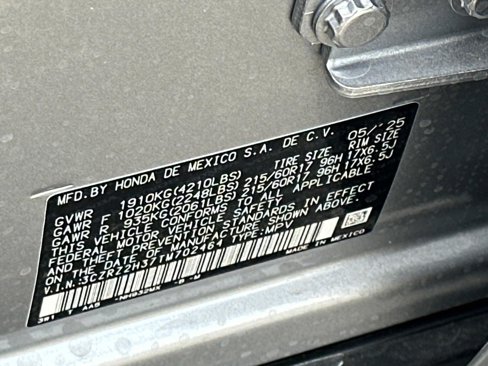 MFD. BY HONDA DE MEXICO S.A. DE C.V. 05/'25
GVWR 1910KG(4210LBS) TIRE SIZE RIM SIZE
GAWR F 1020KG(2248LBS) 215/60R17 96H 17X6.5J
GAWR R 935KG(2061LBS) 215/60R17 96H 17X6.5J
THIS VEHICLE CONFORMS TO ALL APPLICABLE
FEDERAL MOTOR VEHICLE SAFETY AND
THEFT PREVENTION STANDARDS IN EFFECT
ON THE DATE OF MANUFACTURE SHOWN ABOVE.
V.I.N.: 3CZRZ2H37TM702464 TYPE: MPV
MADE IN MEXICO
3W1 T AAS